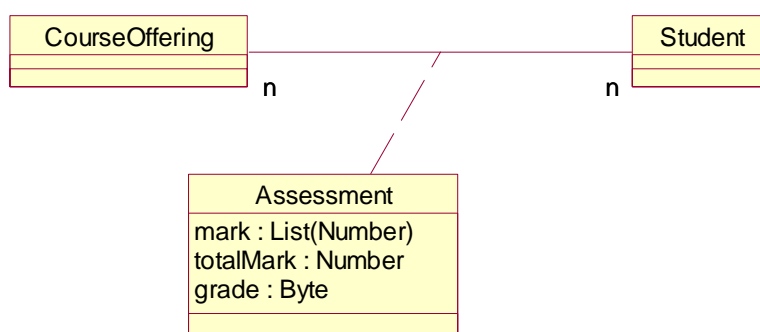 CourseOffering
Student
n
n
Assessment
mark : List(Number)
totalMark : Number
grade : Byte